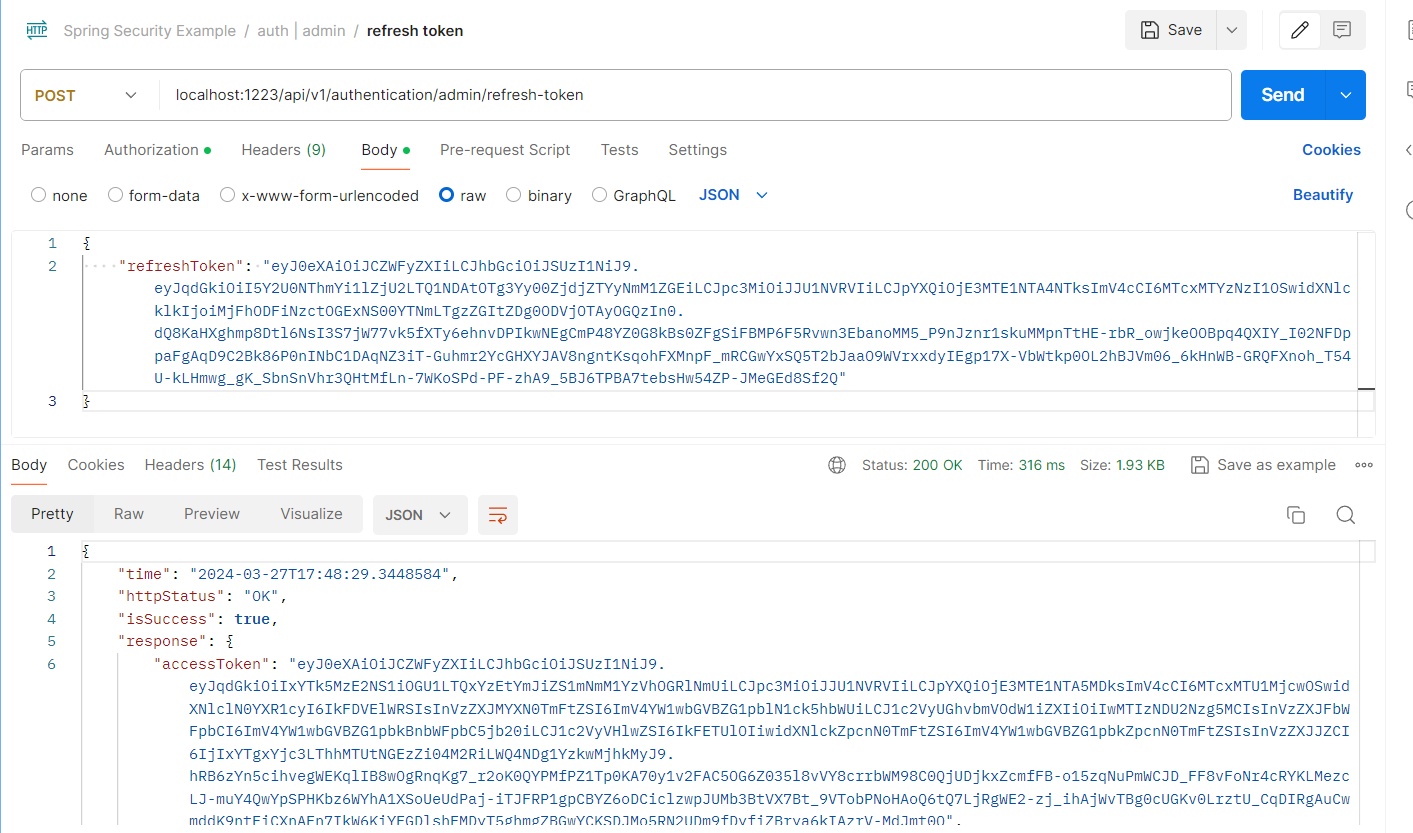 HTTP Spring Security Example / auth | admin / refresh token Save
POST localhost:1223/api/v1/authentication/admin/refresh-token Send
Params Authorization Headers (9) Body Pre-request Script Tests Settings Cookies
none form-data x-www-form-urlencoded raw binary GraphQL JSON Beautify
1 {
2 "refreshToken": "eyJ0eXAiOiJCZWFyZXIiLCJhbGciOiJSUzI1NiJ9.
eyJqdGkiOiI5Y2U0NThmYi1lZjU2LTQ1NDAtOTg3Yy00ZjdjZTYyNmM1ZGEiLCJpc3MiOiJJU1NVRVIiLCJpYXQiOjE3MTE1NTA4NTksImV4cCI6MTcxMTYzNzI1OSwidXNlc
klkIjoiMjFhODFiNzctOGExNS00YTNmLTgzZGItZDg0ODVjOTAyOGQzIn0.
dQ8KaHXghmp8Dtl6NsI3S7jW77vk5fXTy6ehnvDPIkwNEgCmP48YZ0G8kBs0ZFgSiFBMP6F5Rvwn3EbanoMM5_P9nJznr1skuMMpnTtHE-rbR_owjkeOOBpq4QXIY_I02NFDp
paFgAqD9C2Bk86P0nINbC1DAqNZ3iT-Guhmr2YcGHXYJAV8ngntKsqohFXMnpF_mRCGwYxSQ5T2bJaaO9WVrxxdyIEgp17X-VbWtkp0OL2hBJVm06_6kHnWB-GRQFXnoh_T54
U-kLHmwg_gK_SbnSnVhr3QHtMfLn-7WKoSPd-PF-zhA9_5BJ6TPBA7tebsHw54ZP-JMeGEd8Sf2Q"
3 }
Body Cookies Headers (14) Test Results Status: 200 OK Time: 316 ms Size: 1.93 KB Save as example
Pretty Raw Preview Visualize JSON
1 {
2 "time": "2024-03-27T17:48:29.3448584",
3 "httpStatus": "OK",
4 "isSuccess": true,
5 "response": {
6 "accessToken": "eyJ0eXAiOiJCZWFyZXIiLCJhbGciOiJSUzI1NiJ9.
eyJqdGkiOiIxYTk5MzE2NS1iOGU1LTQxYzEtYmJiZS1mNmM1YzVhOGRlNmUiLCJpc3MiOiJJU1NVRVIiLCJpYXQiOjE3MTE1NTA5MDksImV4cCI6MTcxMTU1MjcwOSwid
XNlclN0YXR1cyI6IkFDVElWRSIsInVzZXJMYXN0TmFtZSI6ImV4YW1wbGVBZG1pblN1ck5hbWUiLCJ1c2VyUGhvbmVOdW1iZXIiOiIwMTIzNDU2Nzg5MCIsInVzZXJFbW
FpbCI6ImV4YW1wbGVBZG1pbkBnbWFpbC5jb20iLCJ1c2VyVHlwZSI6IkFETUlOIiwidXNlckZpcnN0TmFtZSI6ImV4YW1wbGVBZG1pbkZpcnN0TmFtZSIsInVzZXJJZCI
6IjIxYTgxYjc3LThhMTUtNGEzZi04M2RiLWQ4NDg1YzkwMjhkMyJ9.
hRB6zYn5cihvegWEKqlIB8wOgRnqKg7_r2oK0QYPMfPZ1Tp0KA70y1v2FAC5OG6Z035l8vVY8crrbWM98C0QjUDjkxZcmfFB-o15zqNuPmWCJD_FF8vFoNr4cRYKLMezc
LJ-muY4QwYpSPHKbz6WYhA1XSoUeUdPaj-iTJFRP1gpCBYZ6oDCiclzwpJUMb3BtVX7Bt_9VTobPNoHAoQ6tQ7LjRgWE2-zj_ihAjWvTBg0cUGKv0LrztU_CqDIRgAuCw